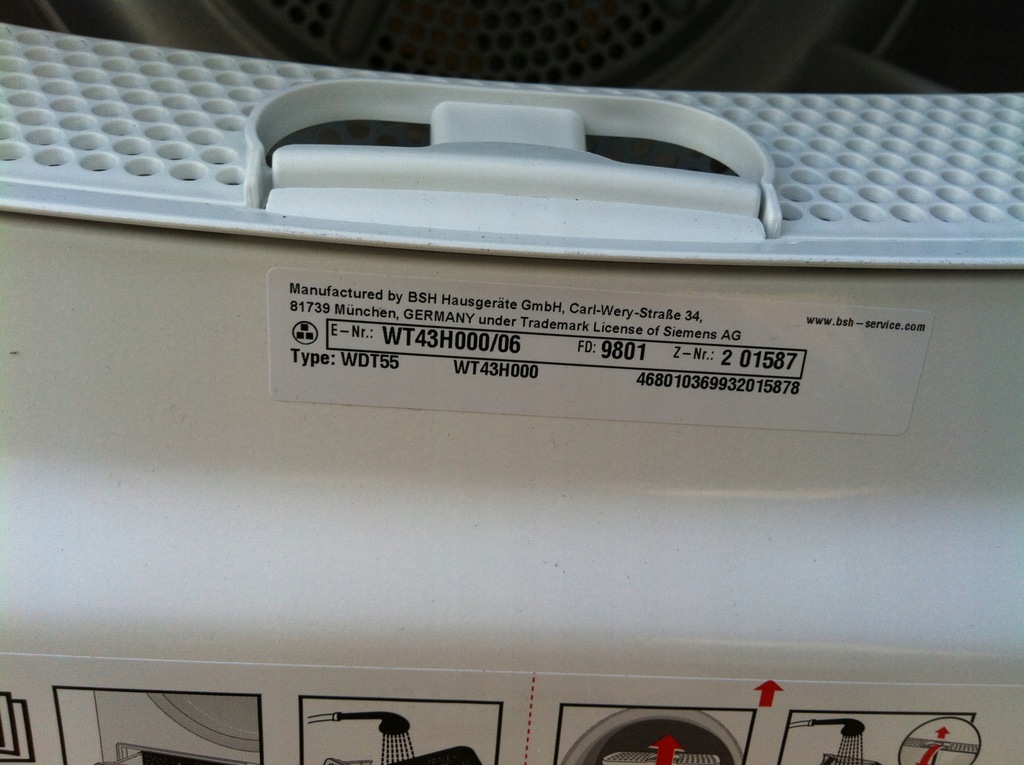 Manufactured by BSH Hausgeräte GmbH, Carl-Wery-Straße 34,
81739 München, GERMANY under Trademark License of Siemens AG
www.bsh-service.com
E-Nr.: WT43H000/06 FD: 9801 Z-Nr.: 2 01587
Type: WDT55 WT43H000 468010369932015878